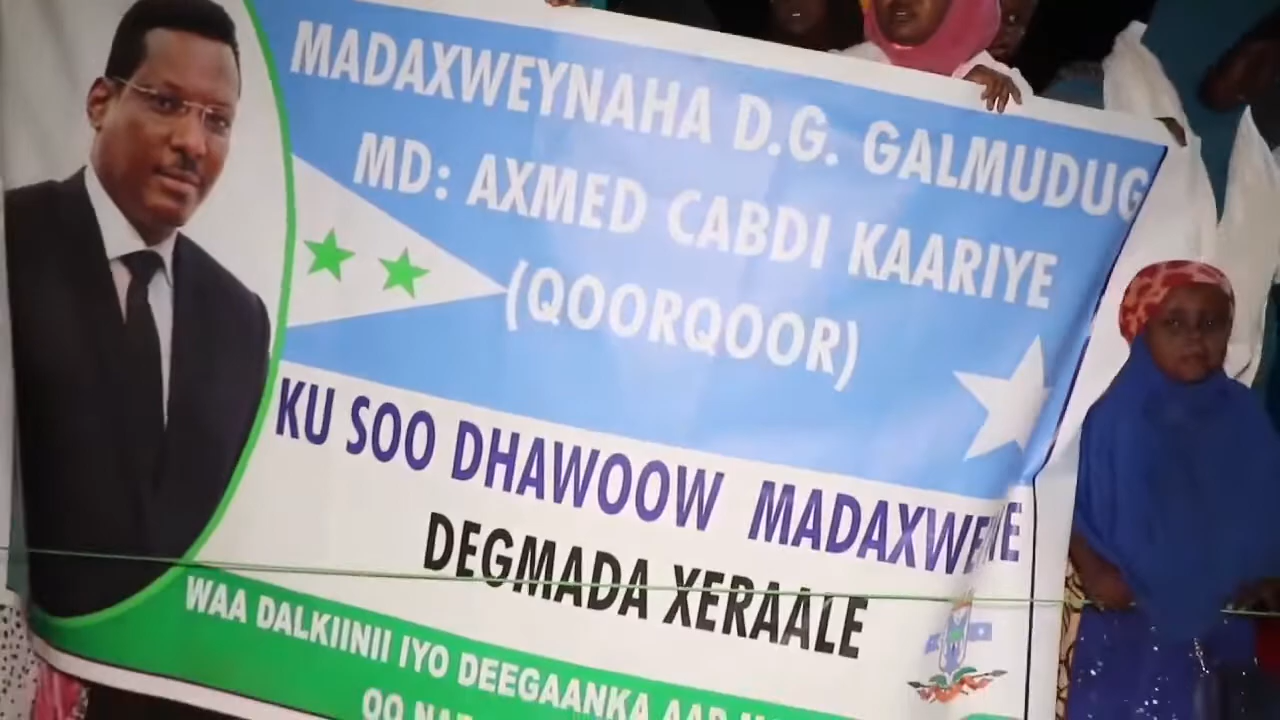 MADAXWEYNAHA D.G. GALMUDUG
MD: AXMED CABDI KAARIYE
(QOORQOOR)
KU SOO DHAWOOW MADAXWEYNE
DEGMADA XERAALE
WAA DALKIINII IYO DEEGAANKA